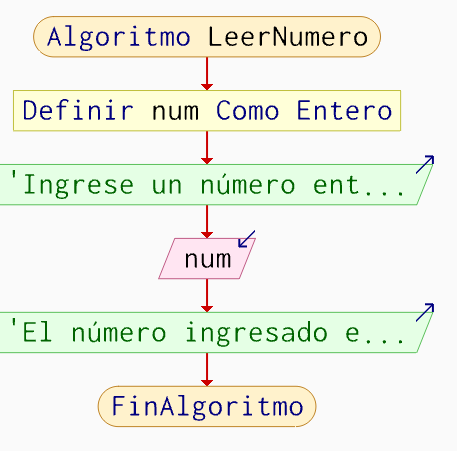 Algoritmo LeerNumero
Definir num Como Entero
'Ingrese un número ent...
num
'El número ingresado e...
FinAlgoritmo